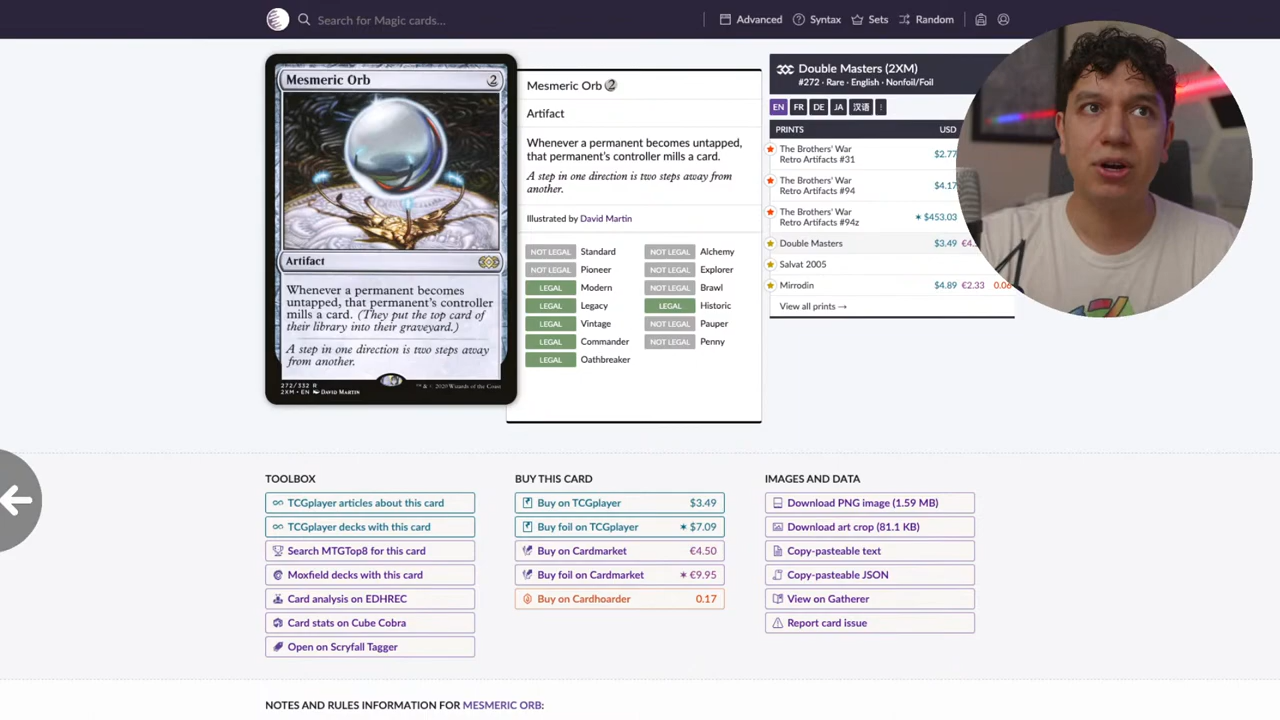 Search for Magic cards...
Advanced
Syntax
Sets
Random
Mesmeric Orb 2
Artifact
Whenever a permanent becomes
untapped, that permanent's controller
mills a card. (They put the top card of
their library into their graveyard.)
A step in one direction is two steps away
from another.
272/332 R
2XM • EN DAVID MARTIN
™ & © 2020 Wizards of the Coast
Mesmeric Orb 2
Artifact
Whenever a permanent becomes untapped,
that permanent's controller mills a card.
A step in one direction is two steps away from
another.
Illustrated by David Martin
NOT LEGAL Standard NOT LEGAL Alchemy
NOT LEGAL Pioneer NOT LEGAL Explorer
LEGAL Modern NOT LEGAL Brawl
LEGAL Legacy LEGAL Historic
LEGAL Vintage NOT LEGAL Pauper
LEGAL Commander NOT LEGAL Penny
LEGAL Oathbreaker
Double Masters (2XM)
#272 · Rare · English · Nonfoil/Foil
EN FR DE JA 汉语
PRINTS USD
The Brothers' War
Retro Artifacts #31 $2.77
The Brothers' War
Retro Artifacts #94 $4.17
The Brothers' War
Retro Artifacts #94z ✶ $453.03
Double Masters $3.49
Salvat 2005
Mirrodin $4.89 €2.33
View all prints →
TOOLBOX
TCGplayer articles about this card
TCGplayer decks with this card
Search MTGTop8 for this card
Moxfield decks with this card
Card analysis on EDHREC
Card stats on Cube Cobra
Open on Scryfall Tagger
BUY THIS CARD
Buy on TCGplayer $3.49
Buy foil on TCGplayer ✶ $7.09
Buy on Cardmarket €4.50
Buy foil on Cardmarket ✶ €9.95
Buy on Cardhoarder 0.17
IMAGES AND DATA
Download PNG image (1.59 MB)
Download art crop (81.1 KB)
Copy-pasteable text
Copy-pasteable JSON
View on Gatherer
Report card issue
NOTES AND RULES INFORMATION FOR MESMERIC ORB: